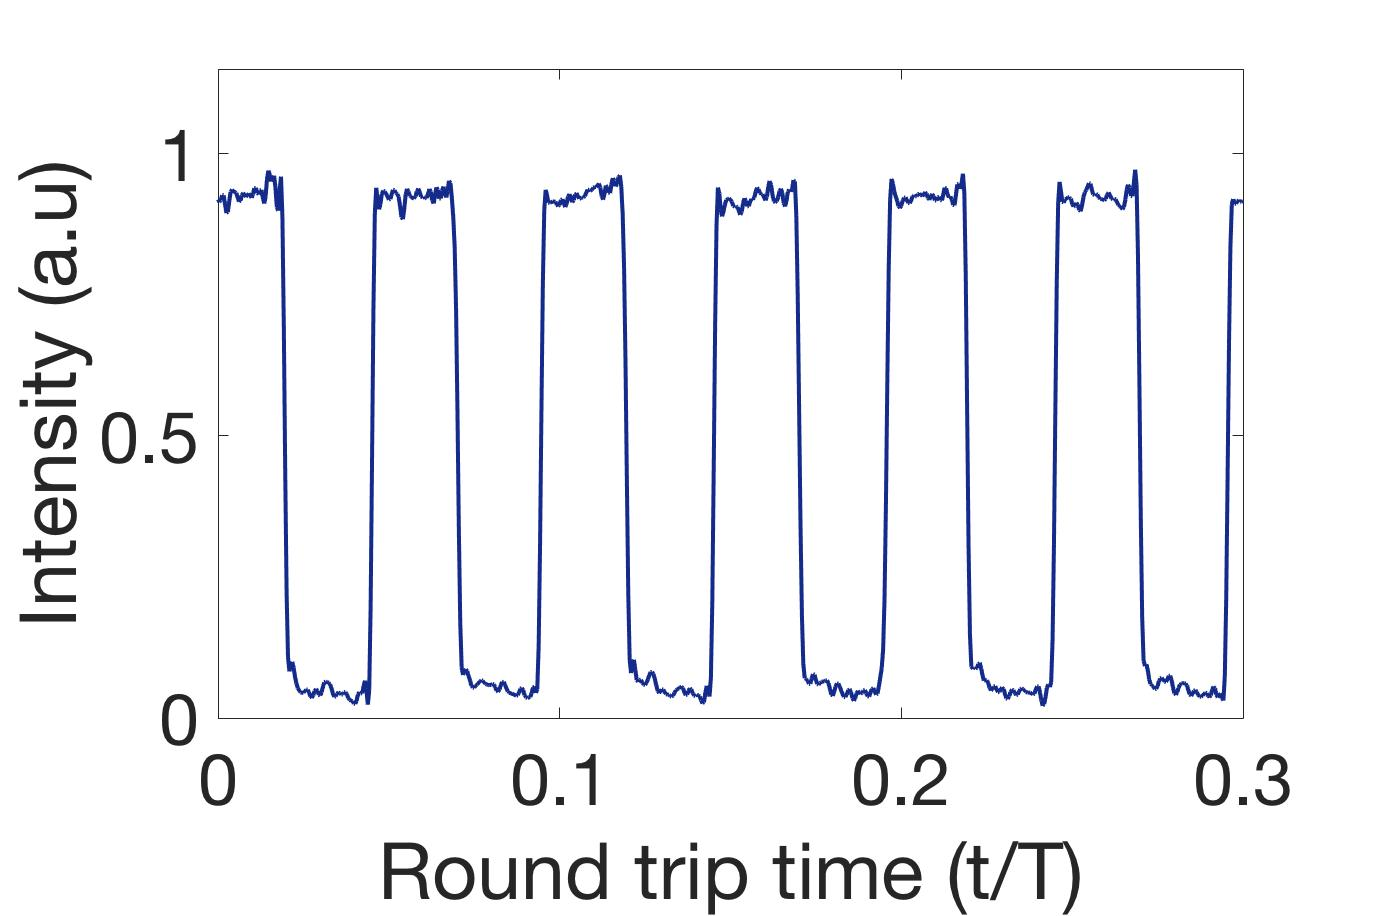 Intensity (a.u)
1
0.5
0
0 0.1 0.2 0.3
Round trip time (t/T)